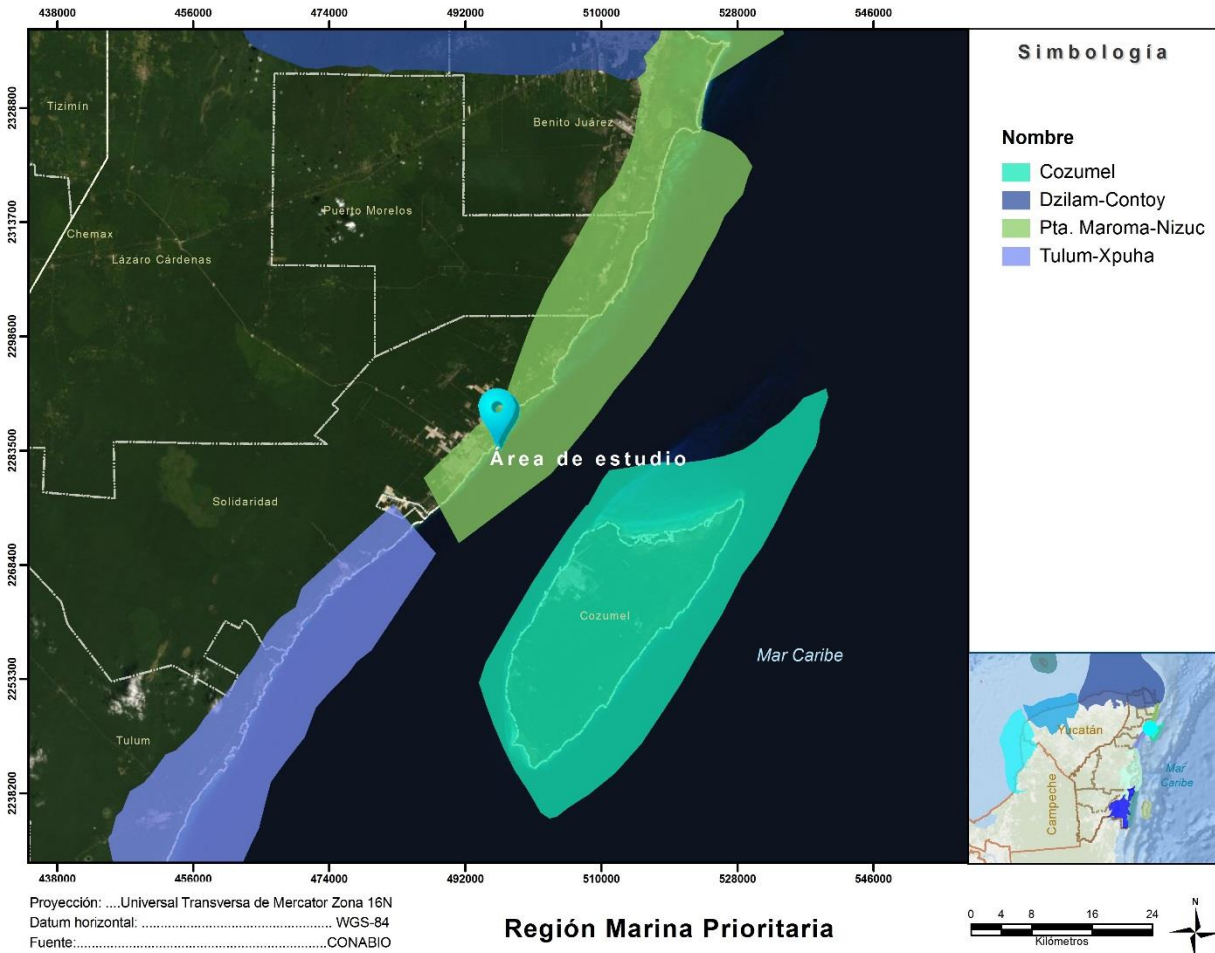 438000 456000 474000 492000 510000 528000 546000
Simbología
Nombre
Cozumel
Dzilam-Contoy
Pta. Maroma-Nizuc
Tulum-Xpuha
2328800
2313700
2298600
2283500
2268400
2253300
2238200
Tizimín
Benito Juárez
Puerto Morelos
Chemax
Lázaro Cárdenas
Área de estudio
Solidaridad
Cozumel
Mar Caribe
Tulum
Yucatán
Mar
Caribe
Campeche
438000 456000 474000 492000 510000 528000 546000
Proyección: ....Universal Transversa de Mercator Zona 16N
Datum horizontal: .................................... WGS-84
Fuente:................................................CONABIO
Región Marina Prioritaria
0 4 8 16 24
Kilómetros
N